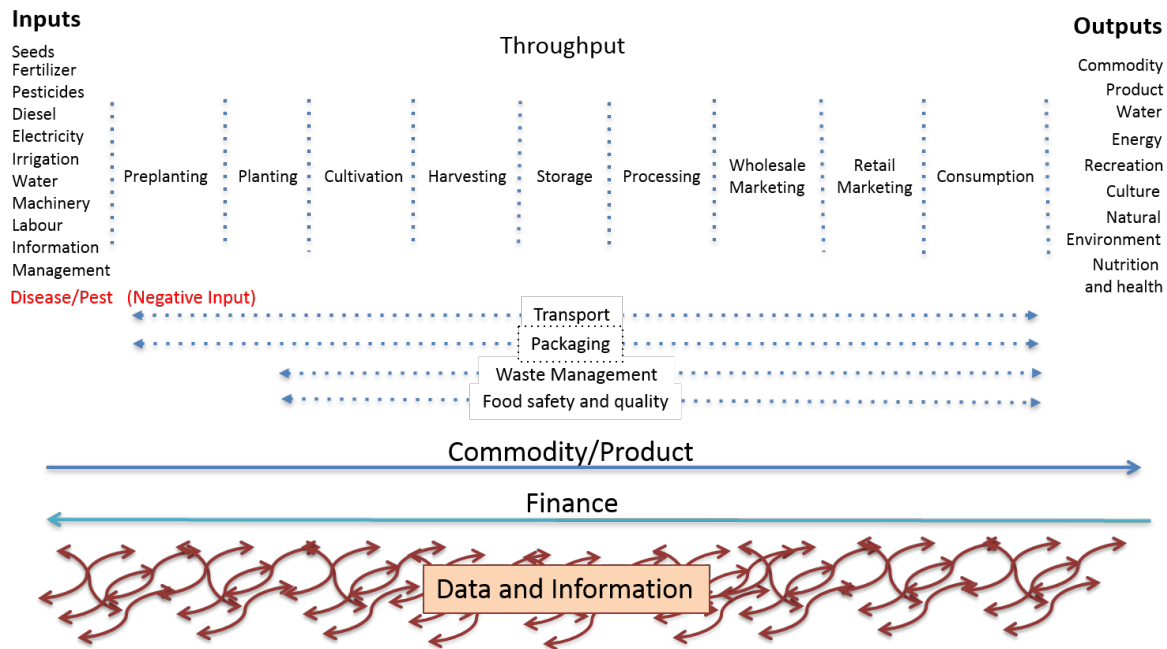 Inputs
Seeds
Fertilizer
Pesticides
Diesel
Electricity
Irrigation
Water
Machinery
Labour
Information
Management
Disease/Pest (Negative Input)
Throughput
Preplanting
Planting
Cultivation
Harvesting
Storage
Processing
Wholesale
Marketing
Retail
Marketing
Consumption
Outputs
Commodity
Product
Water
Energy
Recreation
Culture
Natural
Environment
Nutrition
and health
Transport
Packaging
Waste Management
Food safety and quality
Commodity/Product
Finance
Data and Information